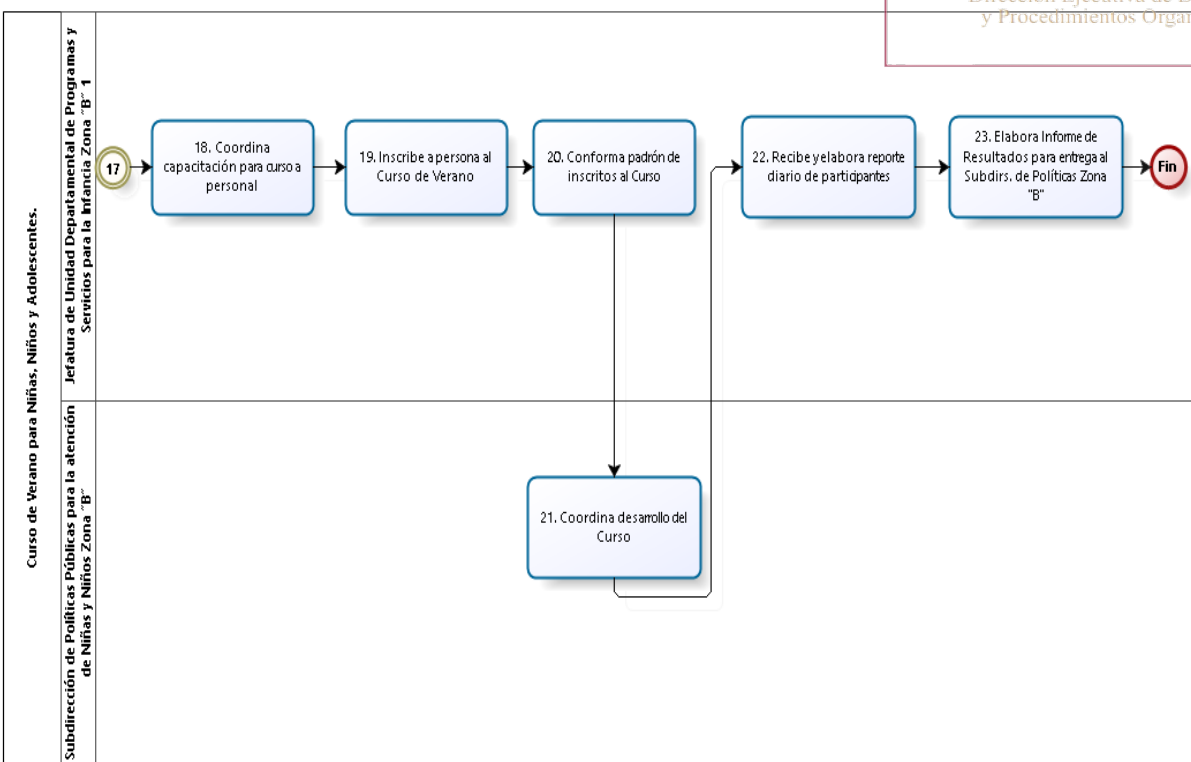 Dirección Ejecutiva de
y Procedimientos
Curso de Verano para Niñas, Niños y Adolescentes.
Jefatura de Unidad Departamental de Programas y
Servicios para la Infancia Zona "B" 1
17
18. Coordina
capacitación para curso a
personal
19. Inscribe a persona al
Curso de Verano
20. Conforma padrón de
inscritos al Curso
22. Recibe y elabora reporte
diario de participantes
23. Elabora Informe de
Resultados para entrega al
Subdirs. de Políticas Zona
"B"
Fin
Subdirección de Políticas Públicas para la atención
de Niñas y Niños Zona "B"
21. Coordina desarrollo del
Curso